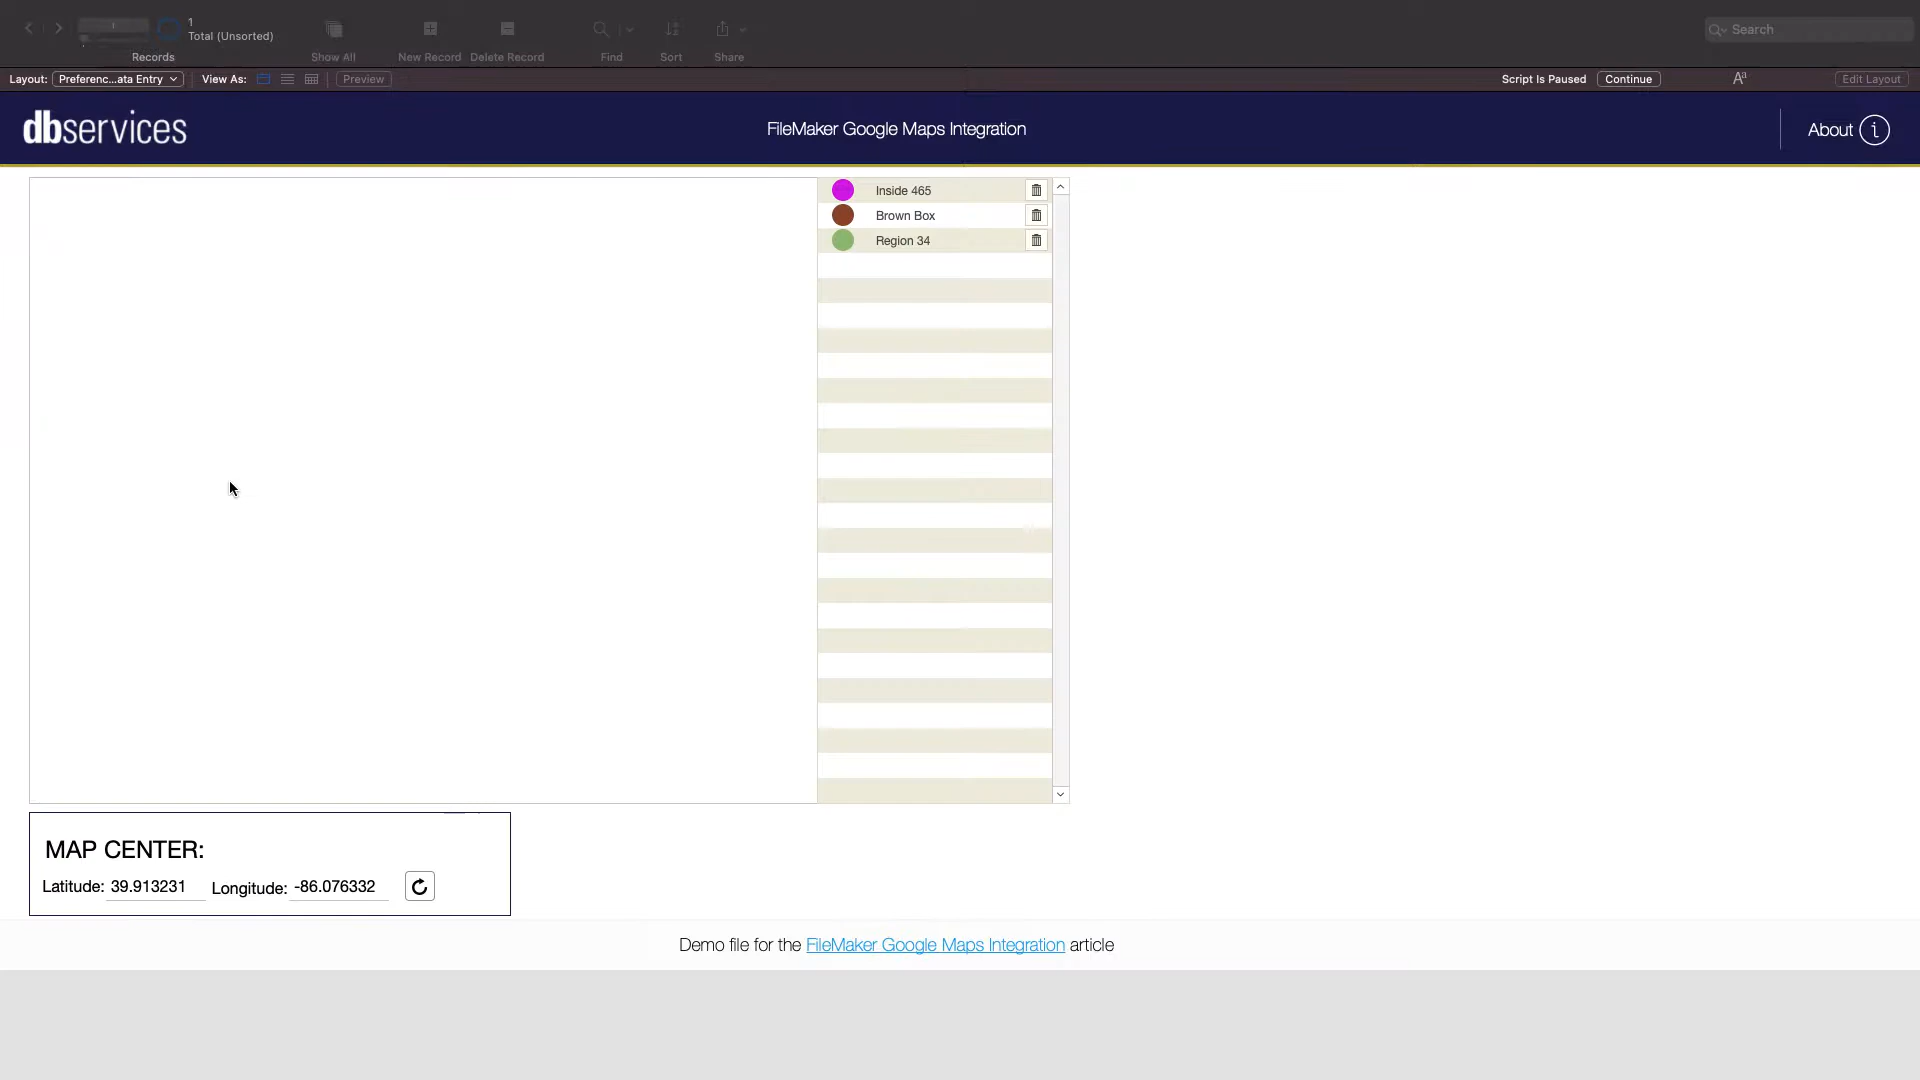 1
Total (Unsorted)
Records
Show All
New Record
Delete Record
Find
Sort
Share
Search
Layout:
Preferenc...ata Entry
View As:
Preview
Script Is Paused
Continue
Aa
Edit Layout
dbservices
FileMaker Google Maps Integration
About
i
Inside 465
Brown Box
Region 34
MAP CENTER:
Latitude: 39.913231 Longitude: -86.076332
Demo file for the FileMaker Google Maps Integration article